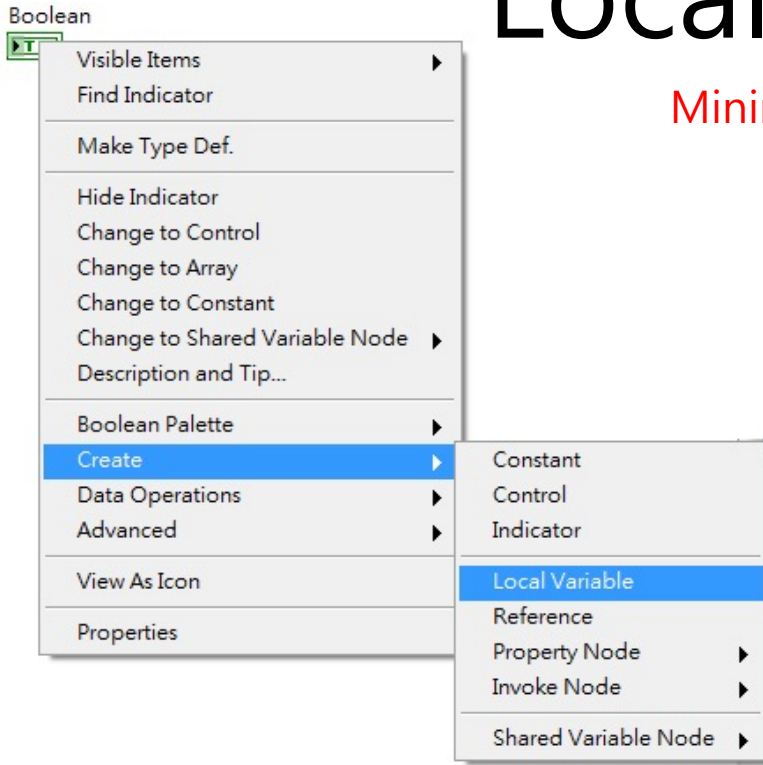 Boolean
Local
Mini
T
Visible Items
Find Indicator
Make Type Def.
Hide Indicator
Change to Control
Change to Array
Change to Constant
Change to Shared Variable Node
Description and Tip...
Boolean Palette
Create
Data Operations
Advanced
View As Icon
Properties
Constant
Control
Indicator
Local Variable
Reference
Property Node
Invoke Node
Shared Variable Node